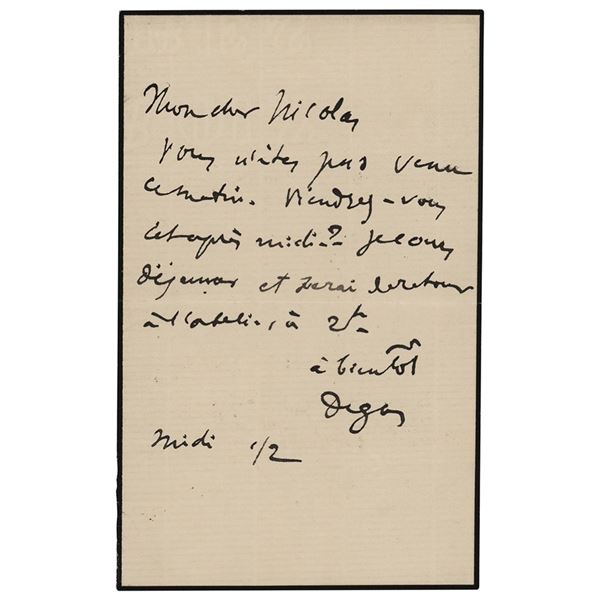 Mon cher Nicolas
Vous n'êtes pas venu
ce matin. Viendrez-vous
cet après midi-? Je cours
déjeuner et serai de retour
à l'atelier à 2h-
à bientôt
Degas
Midi 1/2